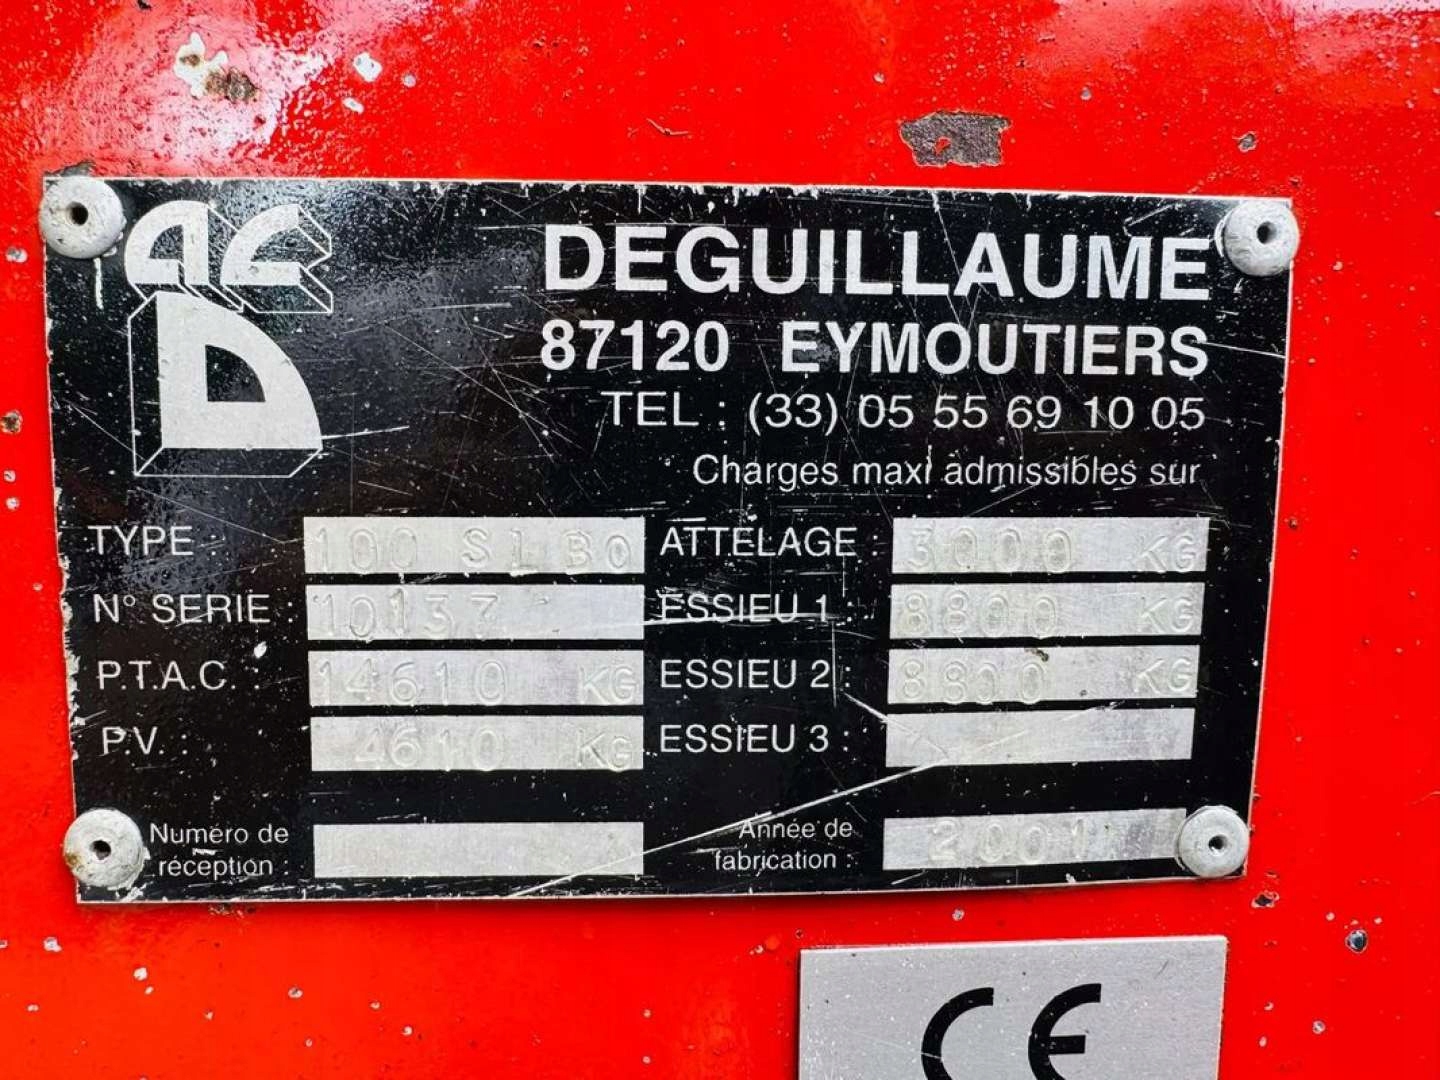 DEGUILLAUME
87120 EYMOUTIERS
TEL : (33) 05 55 69 10 05
Charges maxi admissibles sur
TYPE : 100 SLBO ATTELAGE : 3000 KG
N° SERIE : 10137 ESSIEU 1 : 8800 KG
P.T.A.C. : 14610 KG ESSIEU 2 : 8800 KG
P.V. : 4610 KG ESSIEU 3 :
Numéro de réception : Année de fabrication : 2001
CE